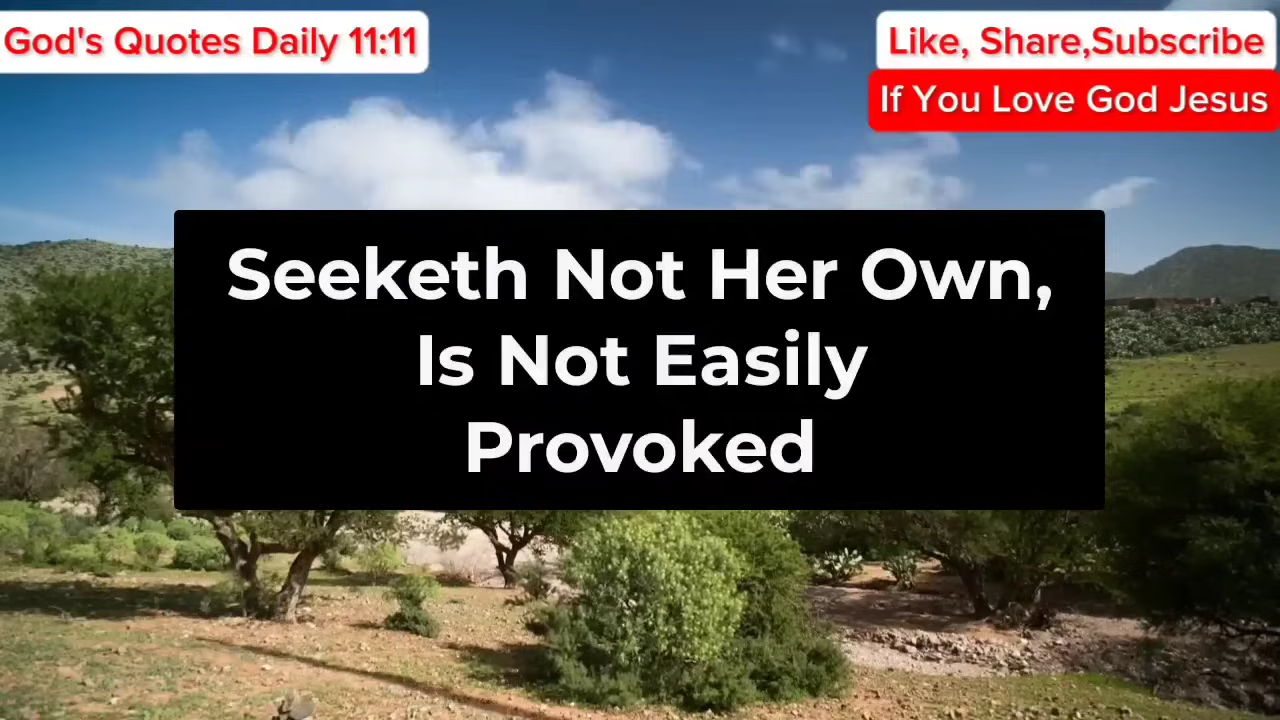 God's Quotes Daily 11:11
Like, Share,Subscribe
If You Love God Jesus
Seeketh Not Her Own,
Is Not Easily
Provoked